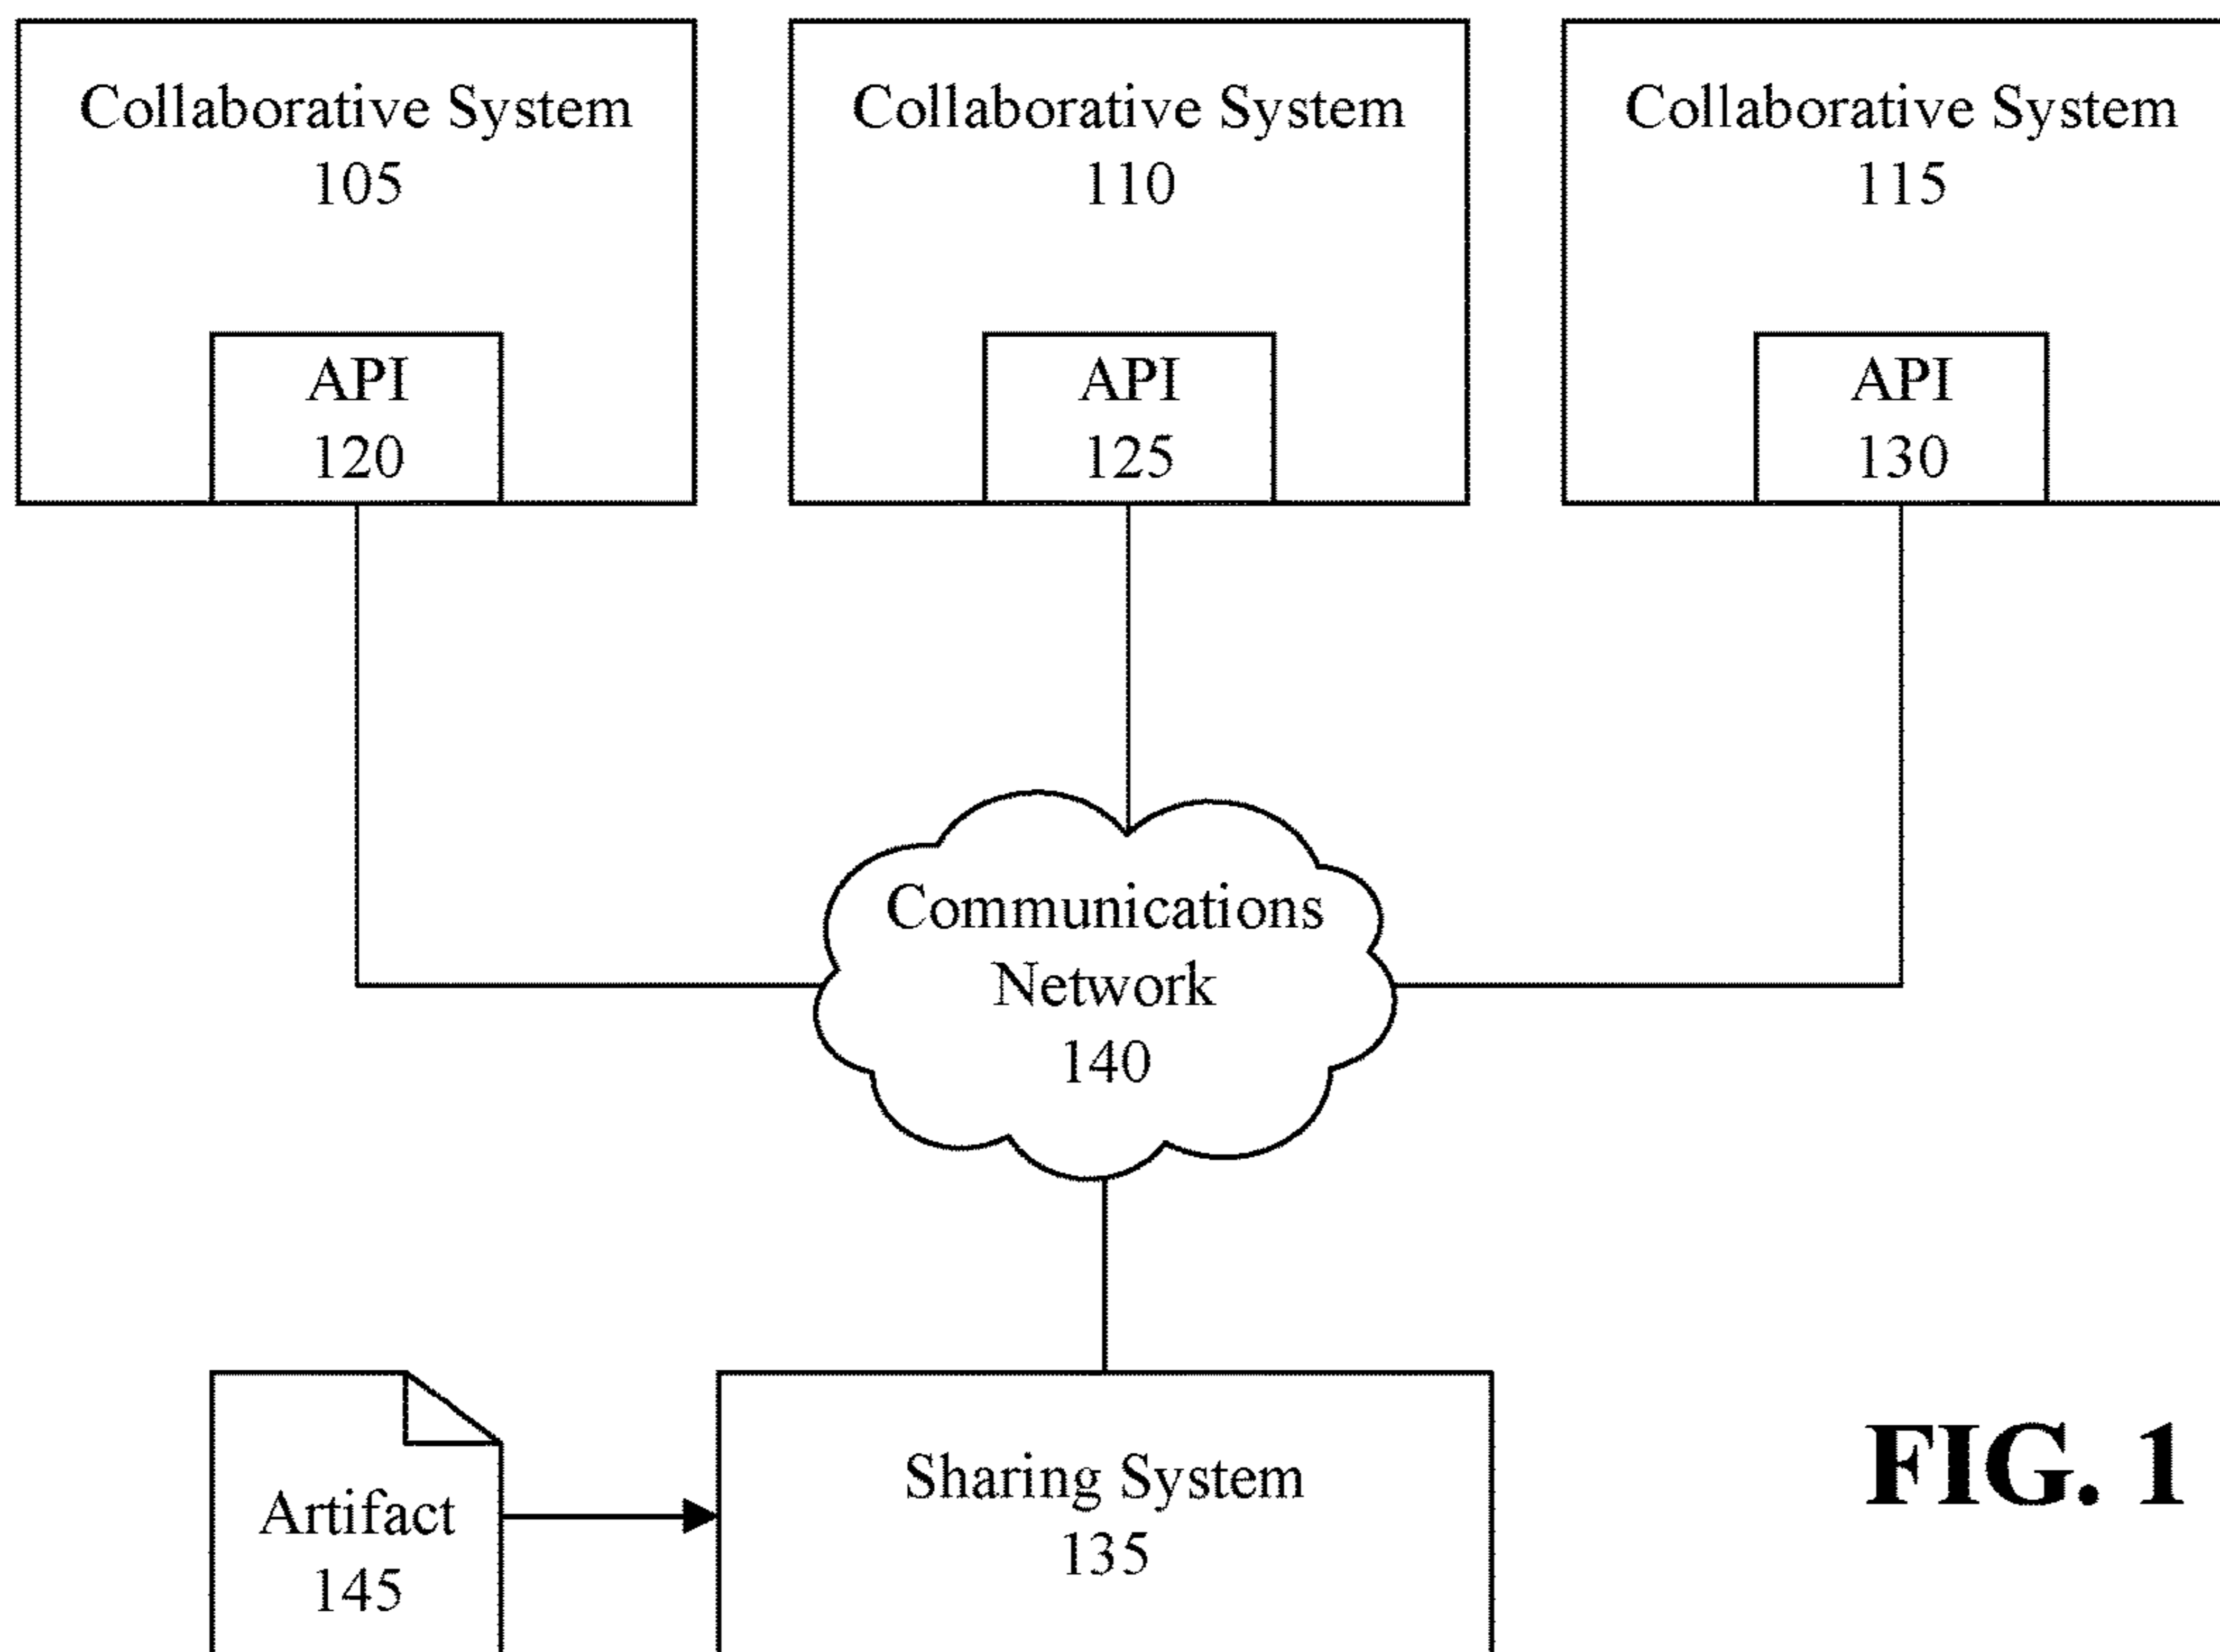 Collaborative System
105
Collaborative System
110
Collaborative System
115
API
120
API
125
API
130
Communications
Network
140
Artifact
145
Sharing System
135
FIG. 1